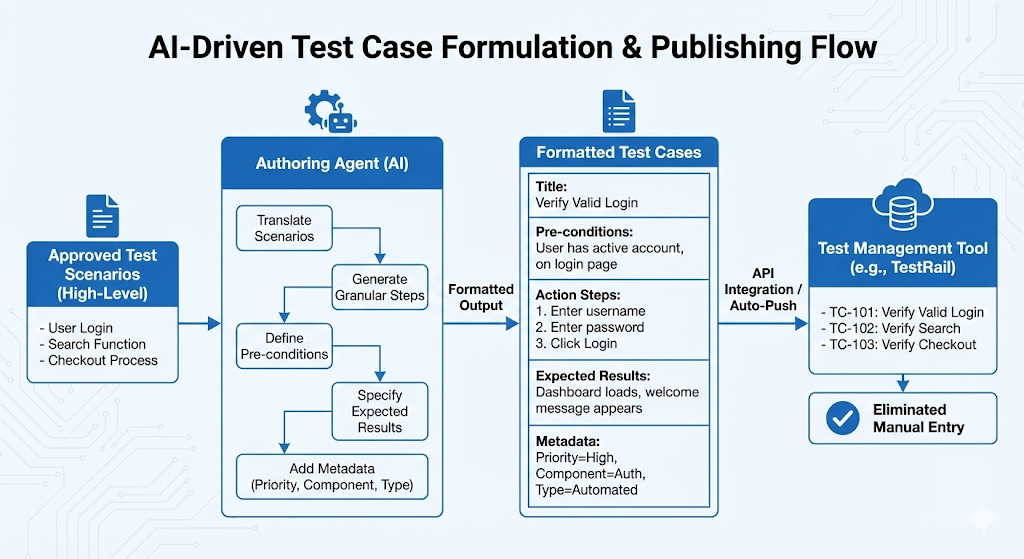 AI-Driven Test Case Formulation & Publishing Flow
Approved Test
Scenarios
(High-Level)
- User Login
- Search Function
- Checkout Process
Authoring Agent (AI)
Translate
Scenarios
Generate
Granular Steps
Define
Pre-conditions
Specify
Expected
Results
Add Metadata
(Priority, Component, Type)
Formatted
Output
Formatted Test Cases
Title:
Verify Valid Login
Pre-conditions:
User has active account,
on login page
Action Steps:
1. Enter username
2. Enter password
3. Click Login
Expected Results:
Dashboard loads, welcome
message appears
Metadata:
Priority=High,
Component=Auth,
Type=Automated
API
Integration /
Auto-Push
Test Management Tool
(e.g., TestRail)
- TC-101: Verify Valid Login
- TC-102: Verify Search
- TC-103: Verify Checkout
Eliminated
Manual Entry